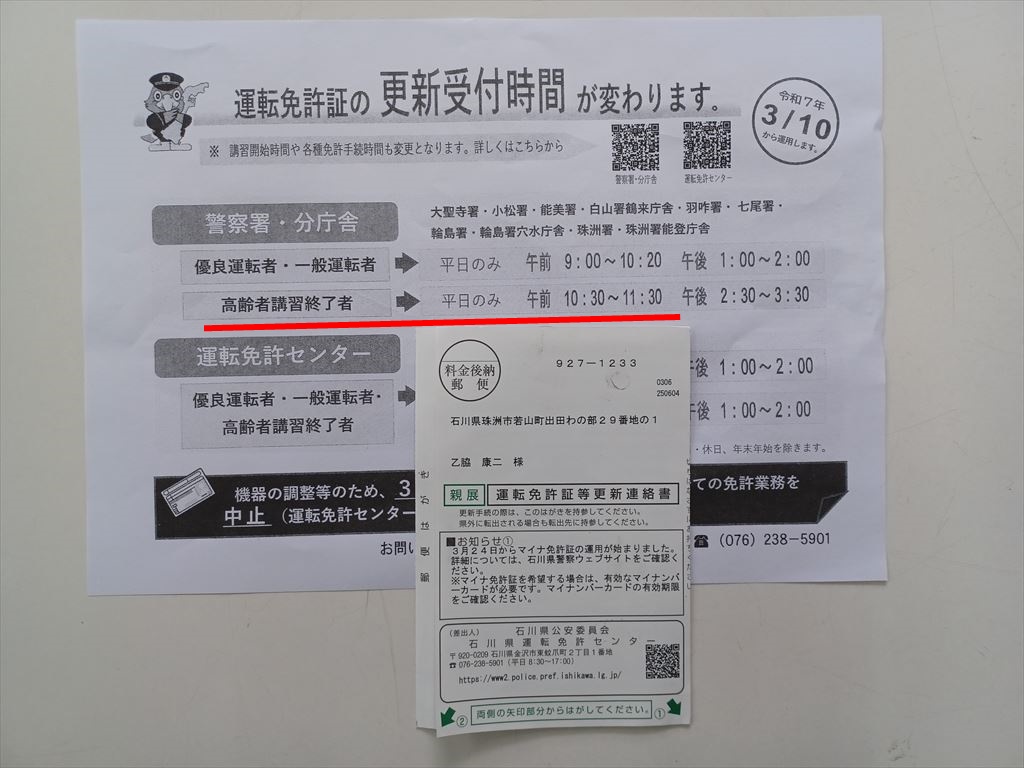 運転免許証の 更新受付時間 が変わります。
令和7年
3/10
から運用します。
※ 講習開始時間や各種免許手続時間も変更となります。詳しくはこちらから
警察署・分庁舎
運転免許センター
警察署・分庁舎
大聖寺署・小松署・能美署・白山署鶴来庁舎・羽咋署・七尾署・
輪島署・輪島署穴水庁舎・珠洲署・珠洲署能登庁舎
優良運転者・一般運転者
平日のみ 午前 9:00～10:20 午後 1:00～2:00
高齢者講習終了者
平日のみ 午前 10:30～11:30 午後 2:30～3:30
運転免許センター
優良運転者・一般運転者・
高齢者講習終了者
午後 1:00～2:00
午後 1:00～2:00
・休日、年末年始を除きます。
機器の調整等のため、3
ての免許業務を
中止（運転免許センター
お問い
☎ (076) 238-5901
料金後納
郵便
927-1233
0306
250604
石川県珠洲市若山町出田わの部29番地の1
乙脇 康二 様
親展 運転免許証等更新連絡書
更新手続の際は、このはがきを持参してください。
県外に転出される場合も転出先に持参してください。
■お知らせ①
3月24日からマイナ免許証の運用が始まりました。
詳細については、石川県警察ウェブサイトをご確認く
ださい。
※マイナ免許証を希望する場合は、有効なマイナンバ
ーカードが必要です。マイナンバーカードの有効期限
をご確認ください。
(差出人) 石川県公安委員会
石川県運転免許センター
〒920-0209 石川県金沢市東蚊爪町2丁目1番地
☎076-238-5901 (平日 8:30～17:00)
https://www2.police.pref.ishikawa.lg.jp/
② 両側の矢印部分からはがしてください。 ①
郵便はがき